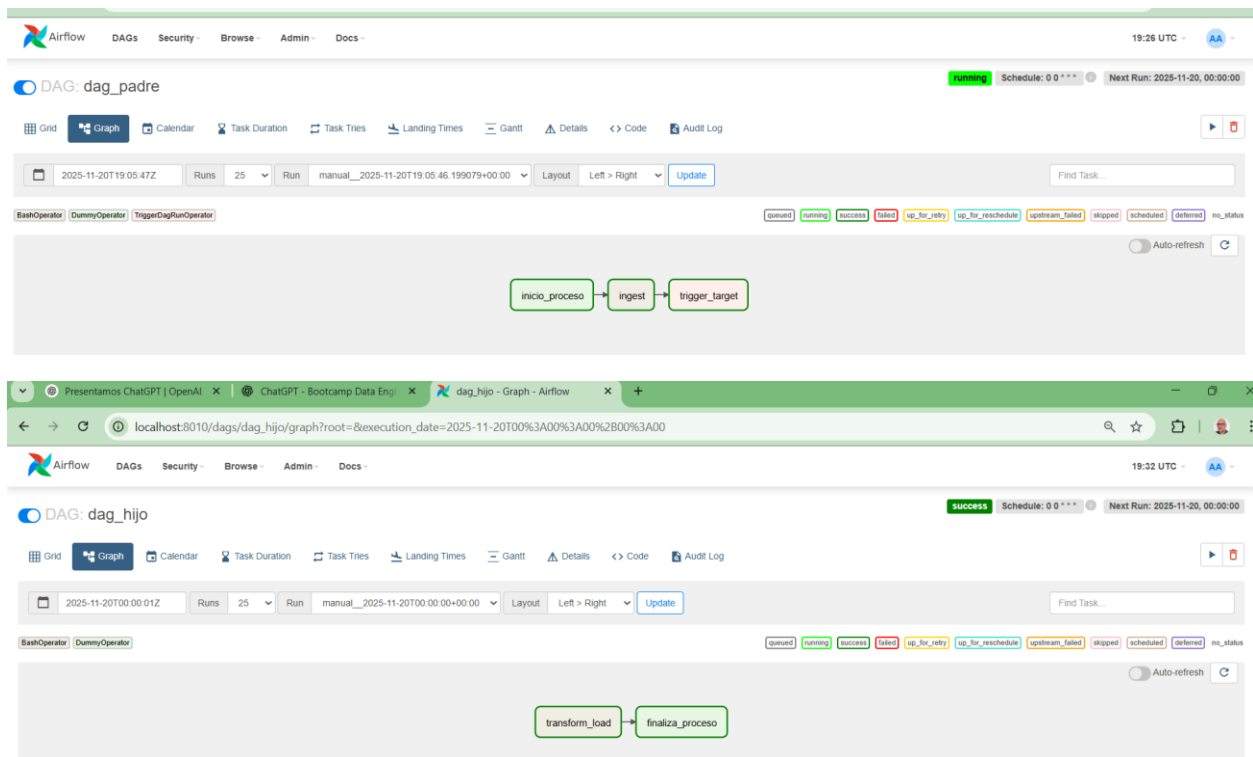 Airflow DAGs Security Browse Admin Docs 19:26 UTC AA
DAG: dag_padre running Schedule: 0 0 * * * Next Run: 2025-11-20, 00:00:00
Grid Graph Calendar Task Duration Task Tries Landing Times Gantt Details <> Code Audit Log
2025-11-20T19:05:47Z Runs 25 Run manual__2025-11-20T19:05:46.199079+00:00 Layout Left > Right Update Find Task...
BashOperator DummyOperator TriggerDagRunOperator queued running success failed up_for_retry up_for_reschedule upstream_failed skipped scheduled deferred no_status
Auto-refresh
inicio_proceso ingest trigger_target
Presentamos ChatGPT | OpenAI ChatGPT - Bootcamp Data Engi dag_hijo - Graph - Airflow
localhost:8010/dags/dag_hijo/graph?root=&execution_date=2025-11-20T00%3A00%3A00%2B00%3A00
Airflow DAGs Security Browse Admin Docs 19:32 UTC AA
DAG: dag_hijo success Schedule: 0 0 * * * Next Run: 2025-11-20, 00:00:00
Grid Graph Calendar Task Duration Task Tries Landing Times Gantt Details <> Code Audit Log
2025-11-20T00:00:01Z Runs 25 Run manual__2025-11-20T00:00:00+00:00 Layout Left > Right Update Find Task...
BashOperator DummyOperator queued running success failed up_for_retry up_for_reschedule upstream_failed skipped scheduled deferred no_status
Auto-refresh
transform_load finaliza_proceso